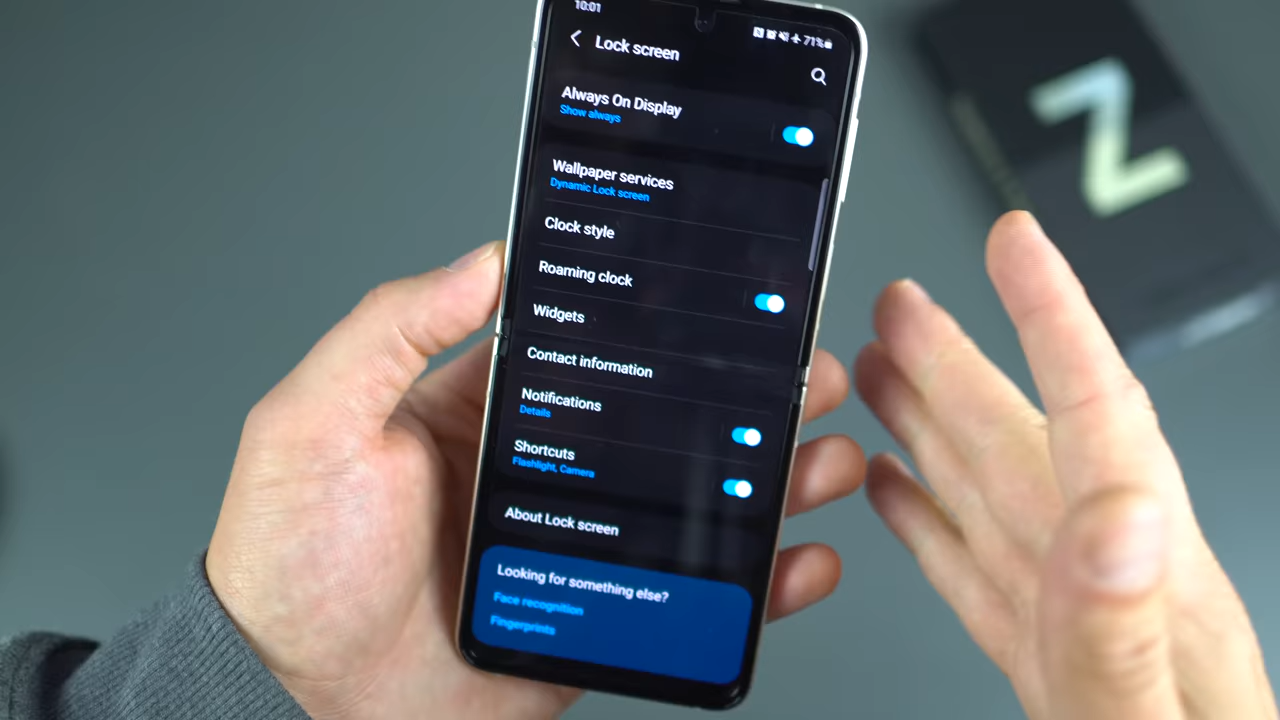 10:01
71%
Lock screen
Always On Display
Show always
Wallpaper services
Dynamic Lock screen
Clock style
Roaming clock
Widgets
Contact information
Notifications
Details
Shortcuts
Flashlight, Camera
About Lock screen
Looking for something else?
Face recognition
Fingerprints
Z